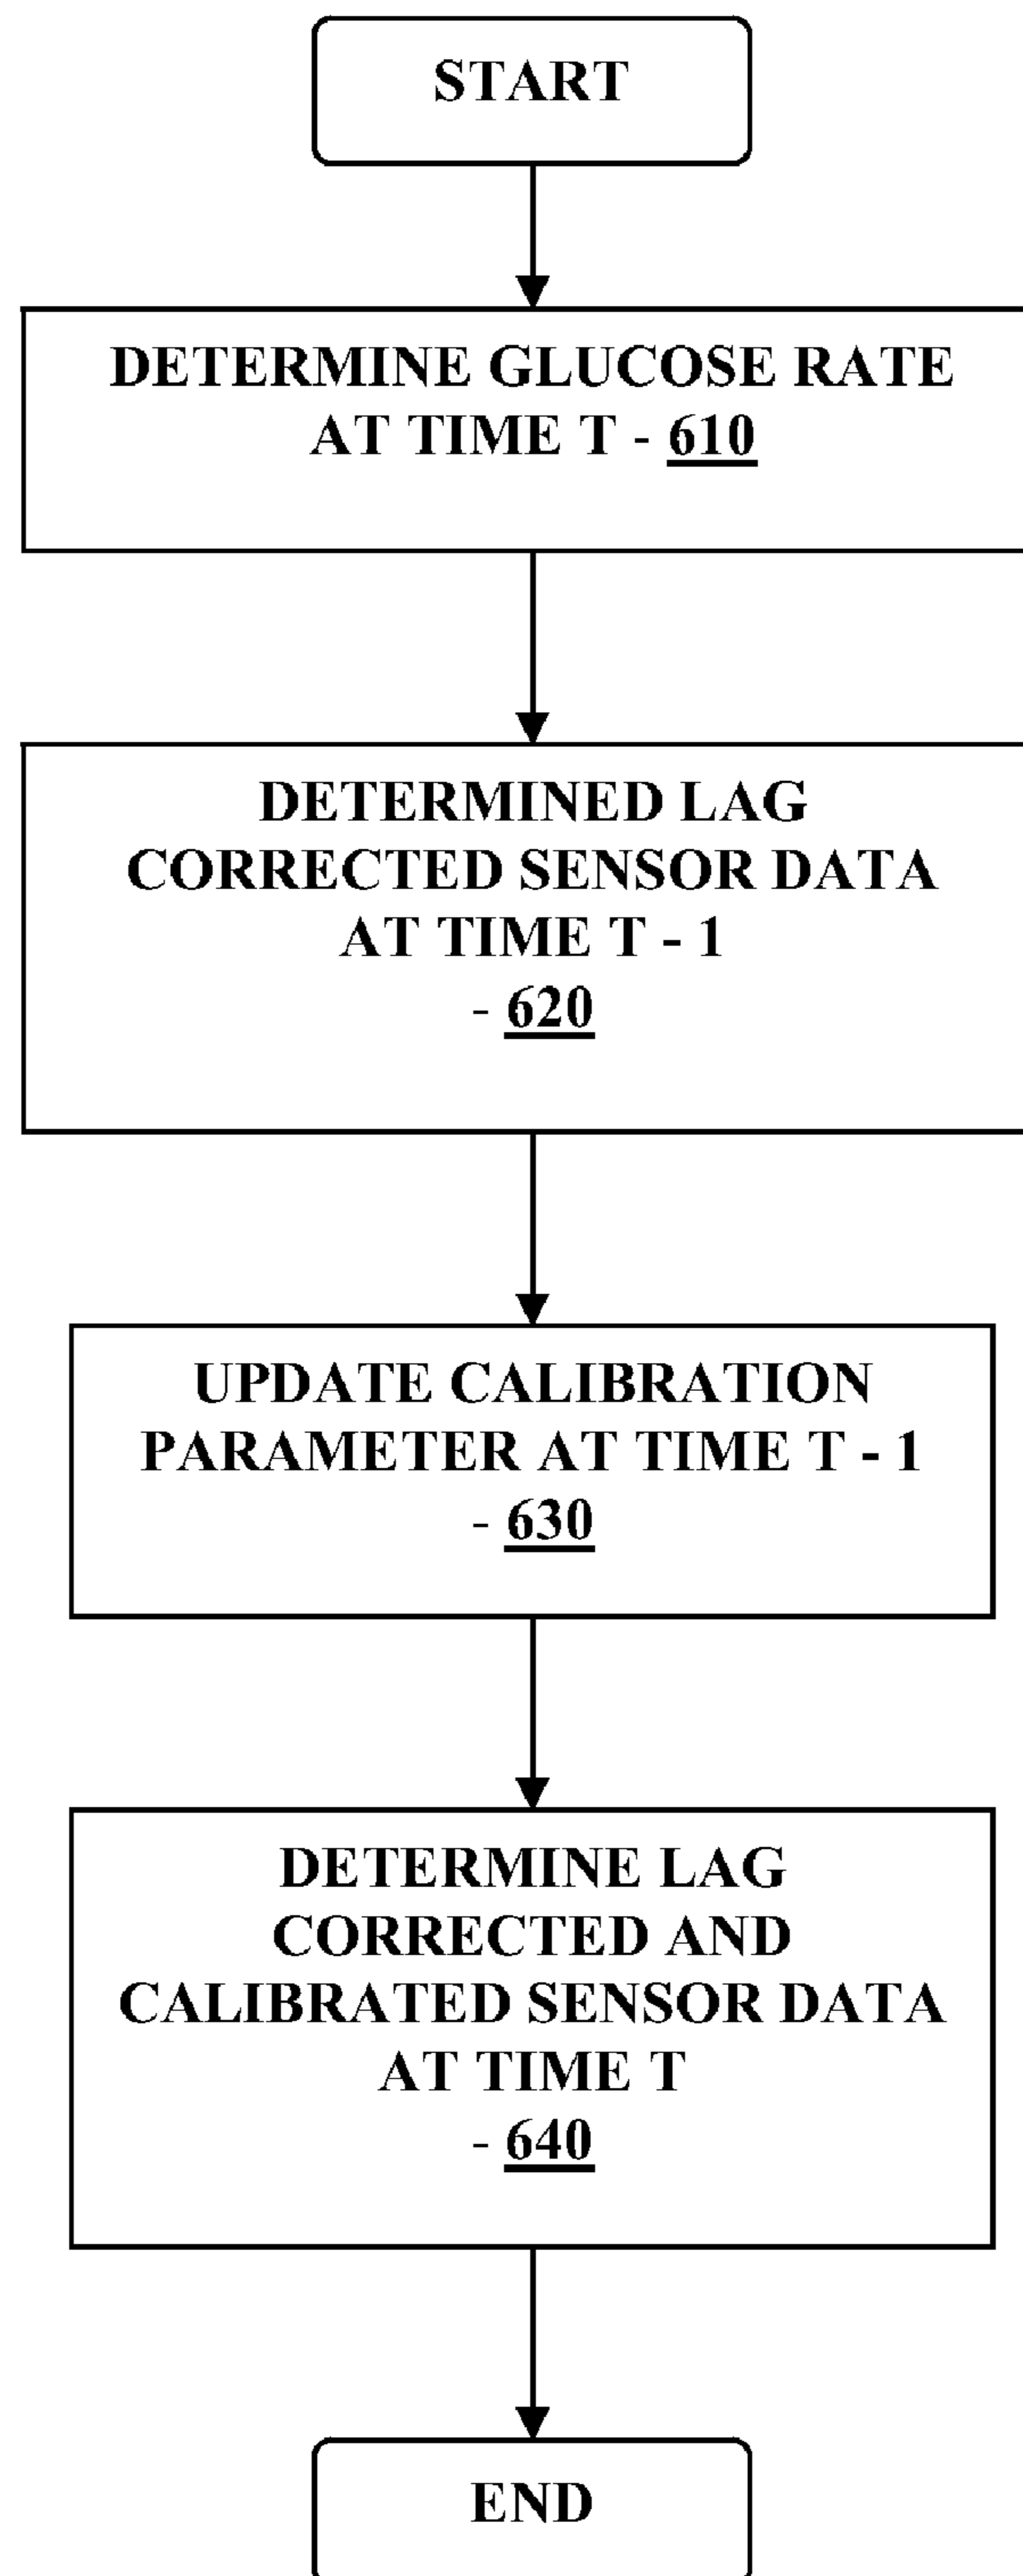 START
DETERMINE GLUCOSE RATE
AT TIME T - 610
DETERMINED LAG
CORRECTED SENSOR DATA
AT TIME T - 1
- 620
UPDATE CALIBRATION
PARAMETER AT TIME T - 1
- 630
DETERMINE LAG
CORRECTED AND
CALIBRATED SENSOR DATA
AT TIME T
- 640
END